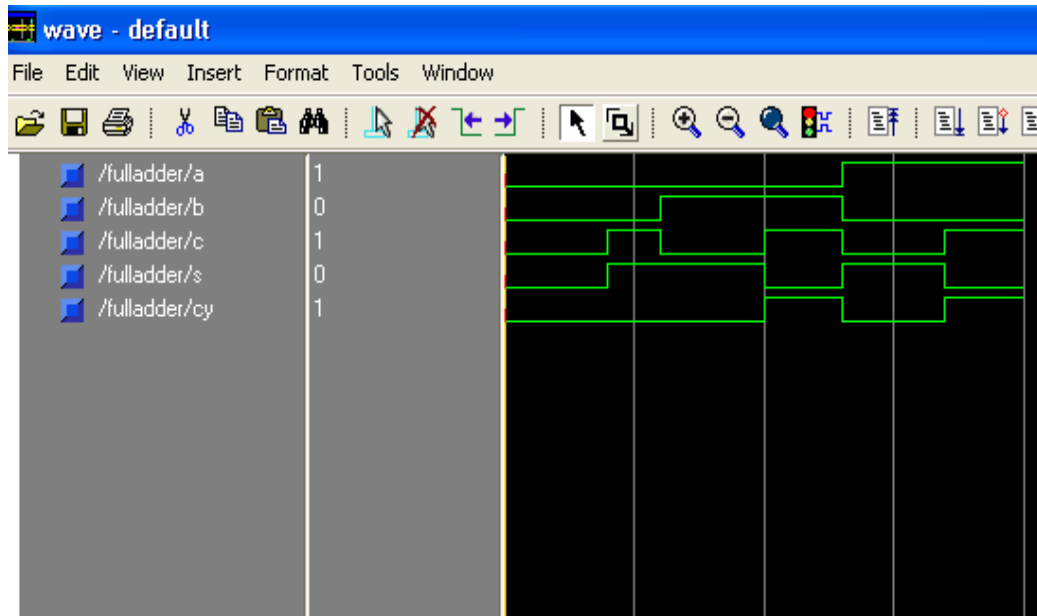 wave - default
File Edit View Insert Format Tools Window
/fulladder/a 1
/fulladder/b 0
/fulladder/c 1
/fulladder/s 0
/fulladder/cy 1